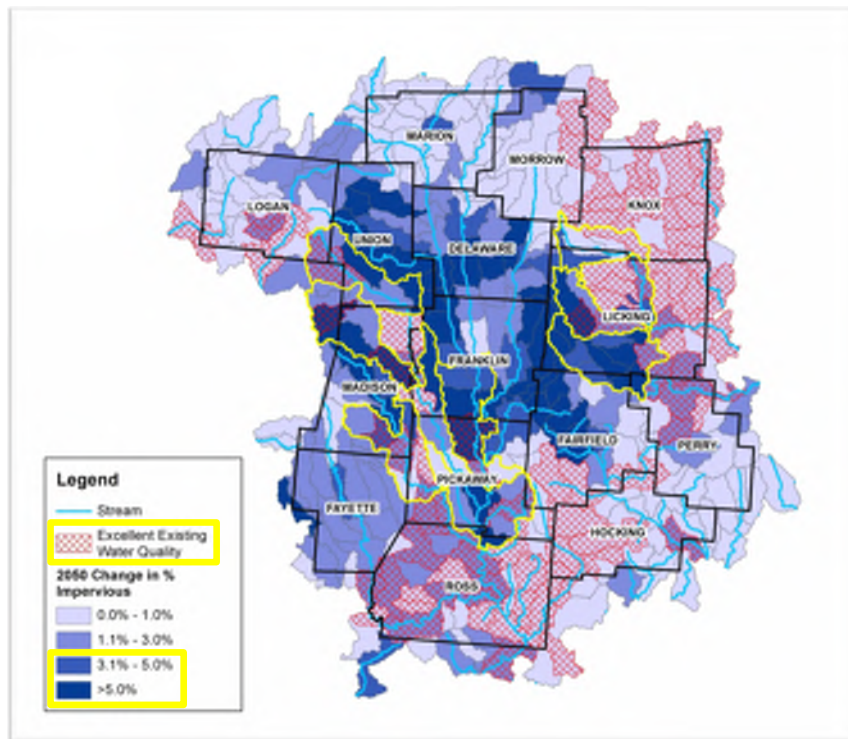 MARION
MORROW
LOGAN
KNOX
UNION
DELAWARE
LICKING
FRANKLIN
MADISON
FAIRFIELD
PERRY
PICKAWAY
FAYETTE
HOCKING
ROSS
Legend
Stream
Excellent Existing
Water Quality
2050 Change in %
Impervious
0.0% - 1.0%
1.1% - 3.0%
3.1% - 5.0%
>5.0%